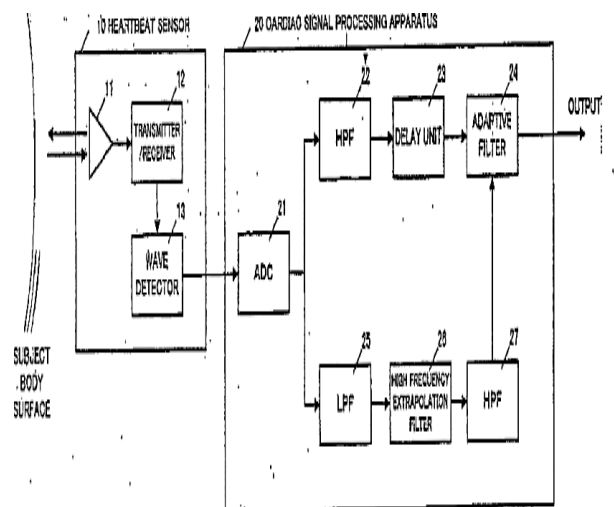 10 HEARTBEAT SENSOR
20 CARDIAC SIGNAL PROCESSING APPARATUS
11
12
TRANSMITTER
/RECEIVER
13
WAVE
DETECTOR
21
ADC
22
HPF
23
DELAY UNIT
24
ADAPTIVE
FILTER
OUTPUT
25
LPF
26
HIGH FREQUENCY
EXTRAPOLATION
FILTER
27
HPF
SUBJECT
BODY
SURFACE